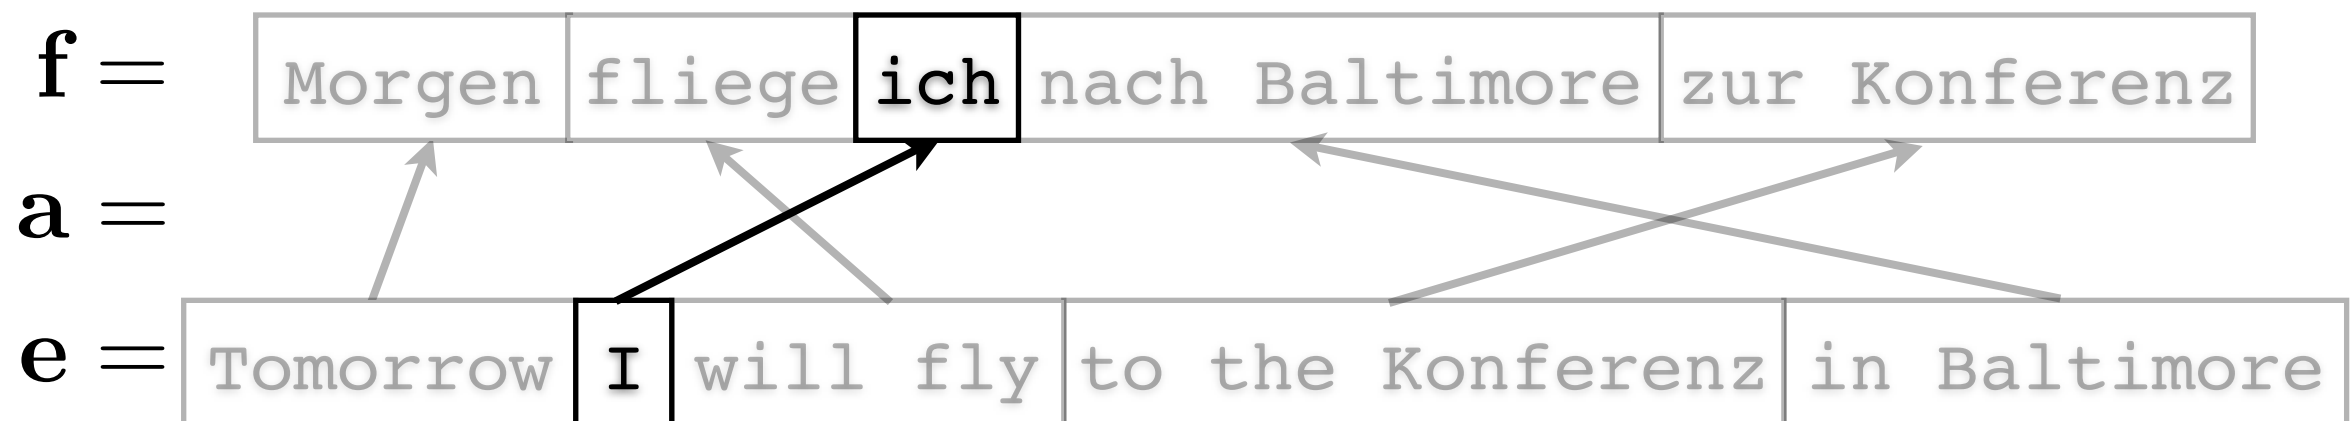 f = Morgen fliege ich nach Baltimore zur Konferenz
a =
e = Tomorrow I will fly to the Konferenz in Baltimore